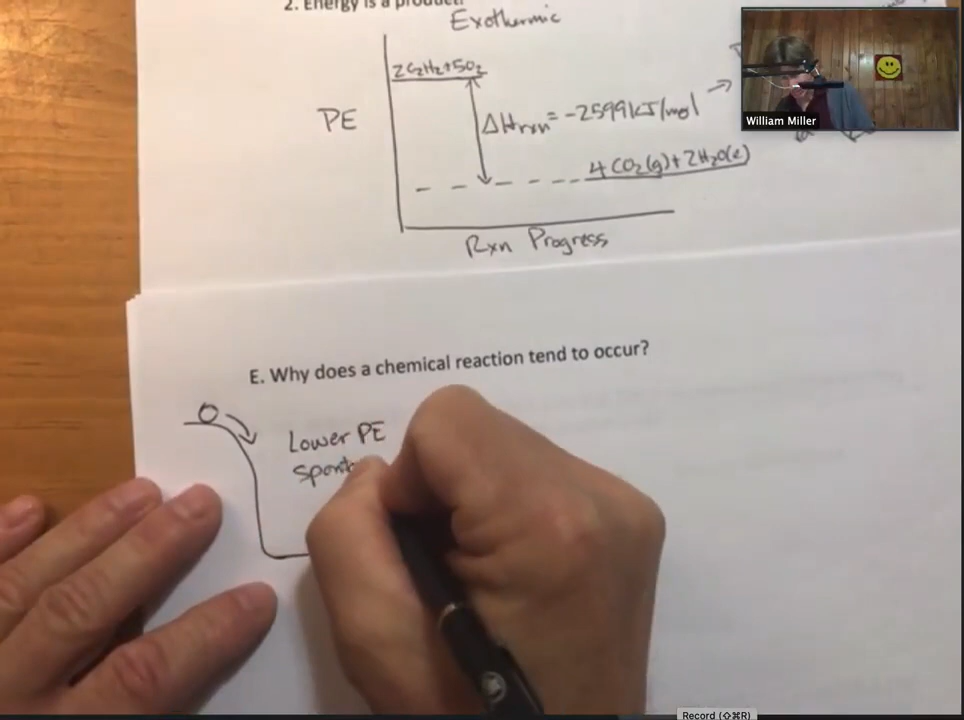 2. Energy is a product.
Exothermic
2C₂H₂+5O₂
PE
ΔHrxn = -2599kJ/mol →
4CO₂(g)+2H₂O(l)
Rxn Progress
William Miller
E. Why does a chemical reaction tend to occur?
Lower PE
Spont
Record (⇧⌘R)